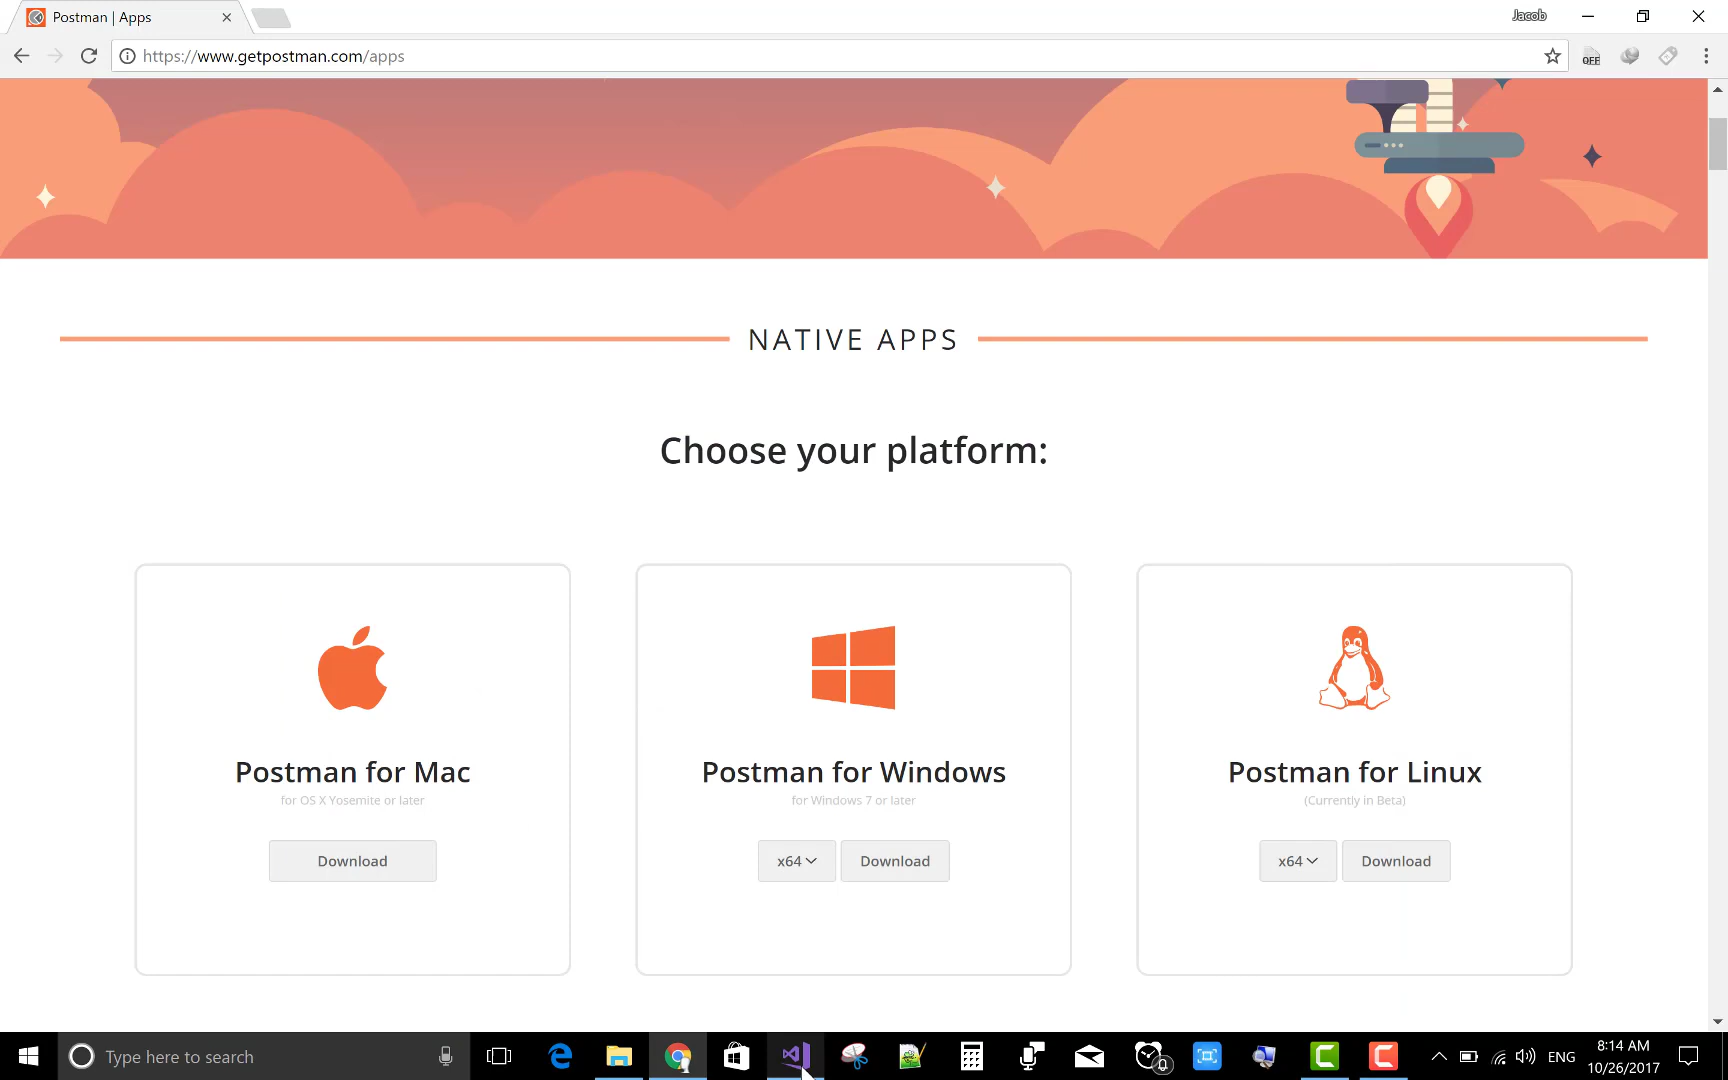 Postman | Apps
Jacob
https://www.getpostman.com/apps
OFF
NATIVE APPS
Choose your platform:
Postman for Mac
for OS X Yosemite or later
Download
Postman for Windows
for Windows 7 or later
x64
Download
Postman for Linux
(Currently in Beta)
x64
Download
Type here to search
ENG
8:14 AM
10/26/2017